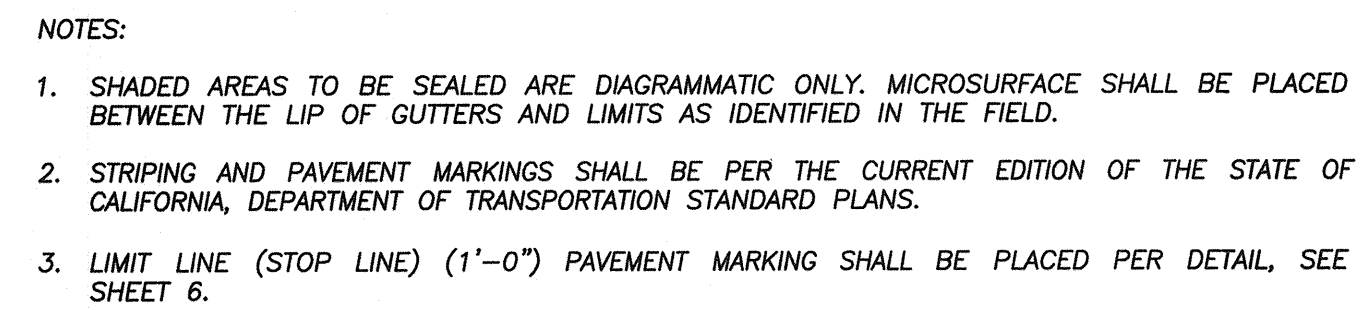 NOTES:
1. SHADED AREAS TO BE SEALED ARE DIAGRAMMATIC ONLY. MICROSURFACE SHALL BE PLACED
BETWEEN THE LIP OF GUTTERS AND LIMITS AS IDENTIFIED IN THE FIELD.
2. STRIPING AND PAVEMENT MARKINGS SHALL BE PER THE CURRENT EDITION OF THE STATE OF
CALIFORNIA, DEPARTMENT OF TRANSPORTATION STANDARD PLANS.
3. LIMIT LINE (STOP LINE) (1'-0") PAVEMENT MARKING SHALL BE PLACED PER DETAIL, SEE
SHEET 6.